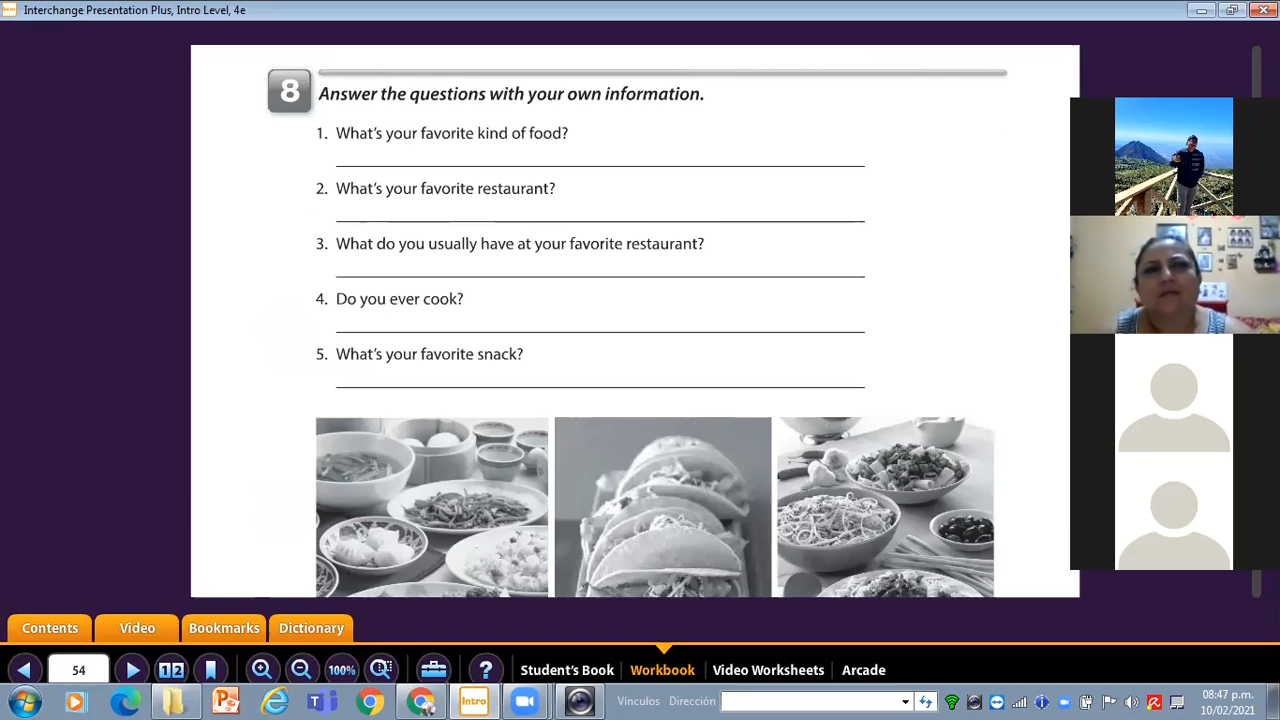 Interchange Presentation Plus, Intro Level, 4e
8 Answer the questions with your own information.
1. What's your favorite kind of food?
2. What's your favorite restaurant?
3. What do you usually have at your favorite restaurant?
4. Do you ever cook?
5. What's your favorite snack?
Contents Video Bookmarks Dictionary
54 12 100% ? Student's Book Workbook Video Worksheets Arcade
Intro Vínculos Dirección 08:47 p.m.
10/02/2021